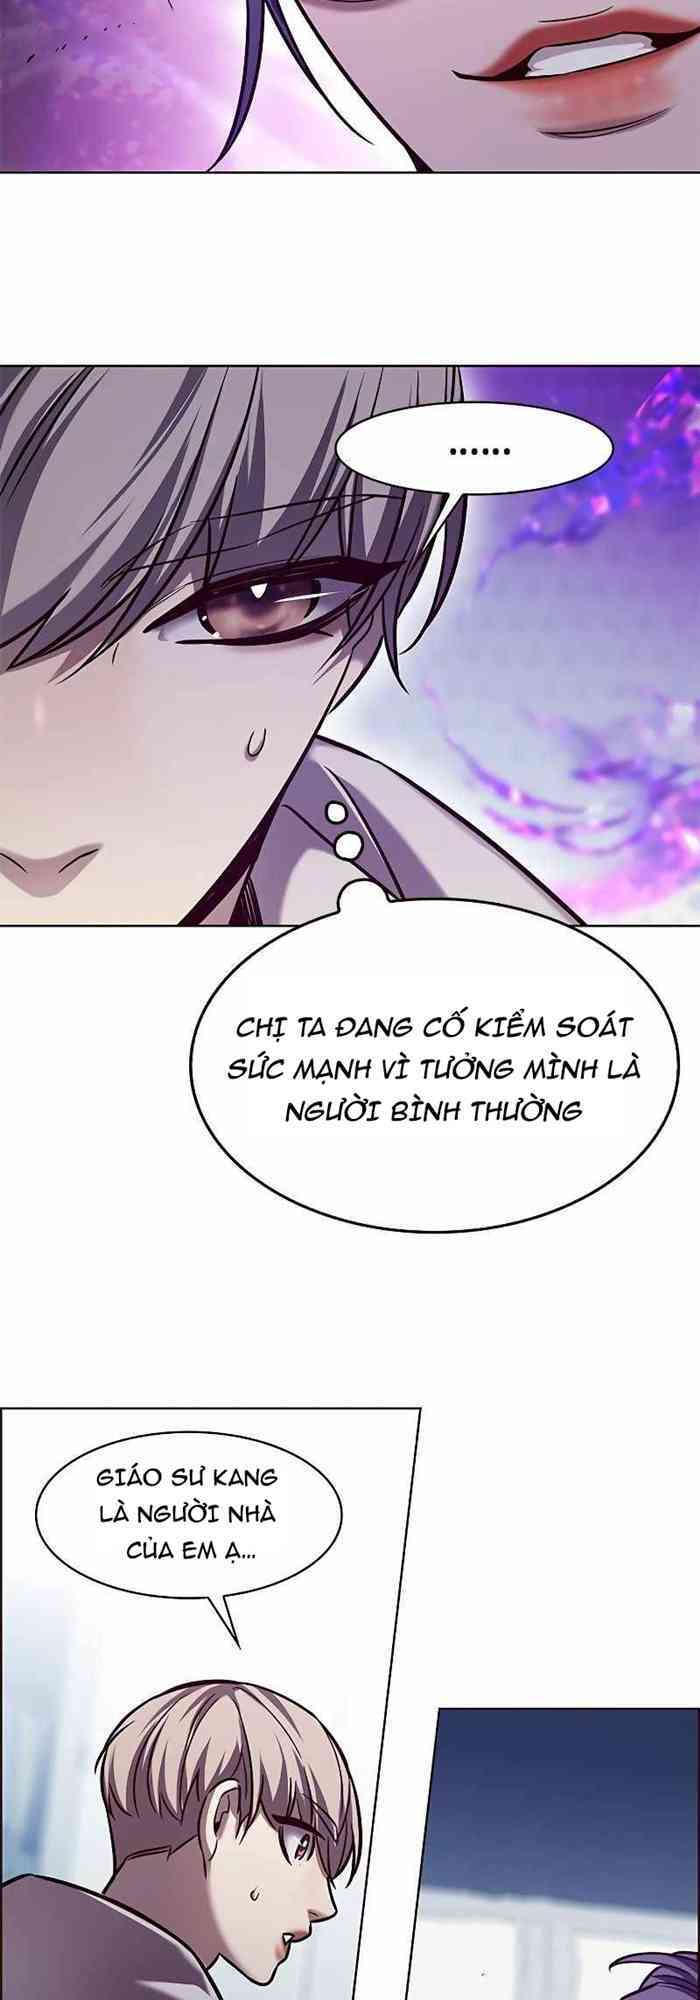 ......
CHỊ TA ĐANG CỐ KIỂM SOÁT
SỨC MẠNH VÌ TƯỞNG MÌNH LÀ
NGƯỜI BÌNH THƯỜNG
GIÁO SƯ KANG
LÀ NGƯỜI NHÀ
CỦA EM Ạ...